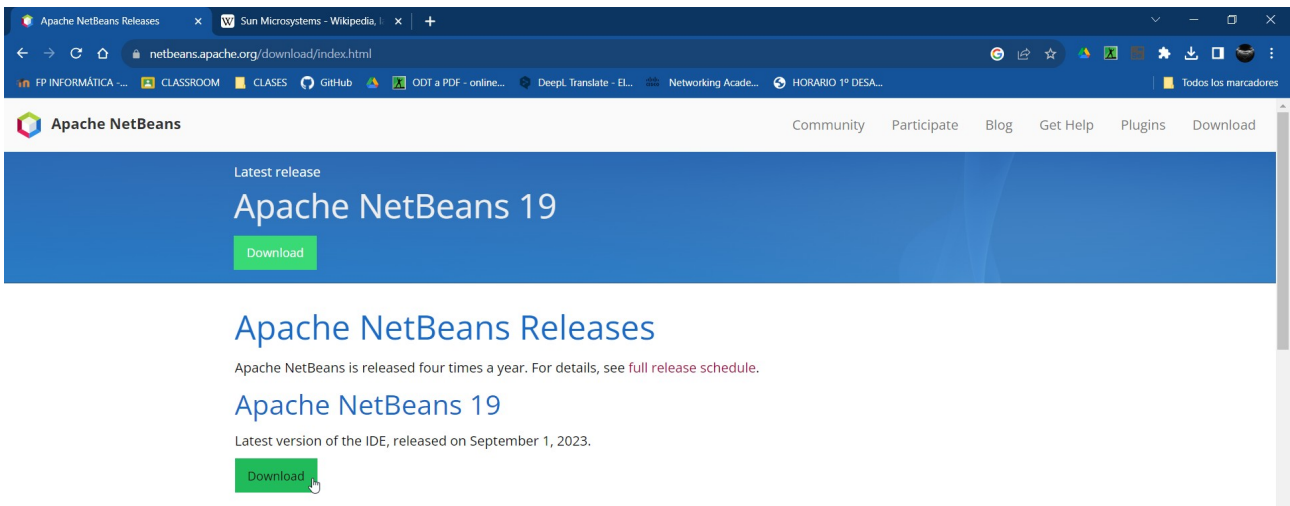 Apache NetBeans Releases
Sun Microsystems - Wikipedia, l
netbeans.apache.org/download/index.html
FP INFORMÁTICA -...
CLASSROOM
CLASES
GitHub
ODT a PDF - online...
DeepL Translate - El...
Networking Acade...
HORARIO 1º DESA...
Todos los marcadores
Apache NetBeans
Community
Participate
Blog
Get Help
Plugins
Download
Latest release
Apache NetBeans 19
Download
Apache NetBeans Releases
Apache NetBeans is released four times a year. For details, see full release schedule.
Apache NetBeans 19
Latest version of the IDE, released on September 1, 2023.
Download